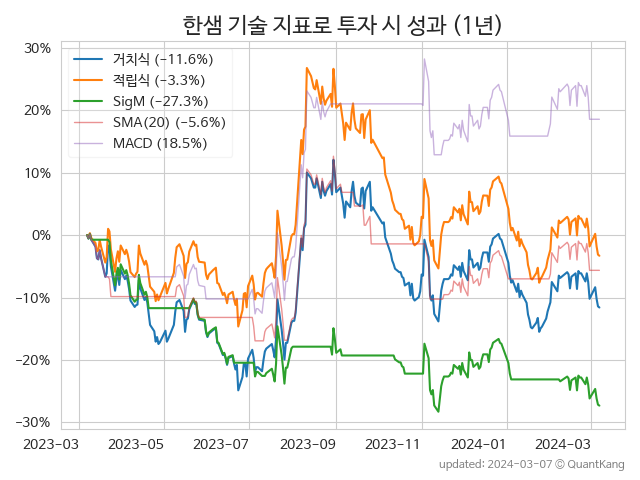 한샘 기술 지표로 투자 시 성과 (1년)
30%
20%
10%
0%
−10%
−20%
−30%
거치식 (−11.6%)
적립식 (−3.3%)
SigM (−27.3%)
SMA(20) (−5.6%)
MACD (18.5%)
2023−03
2023−05
2023−07
2023−09
2023−11
2024−01
2024−03
updated: 2024−03−07 © QuantKang